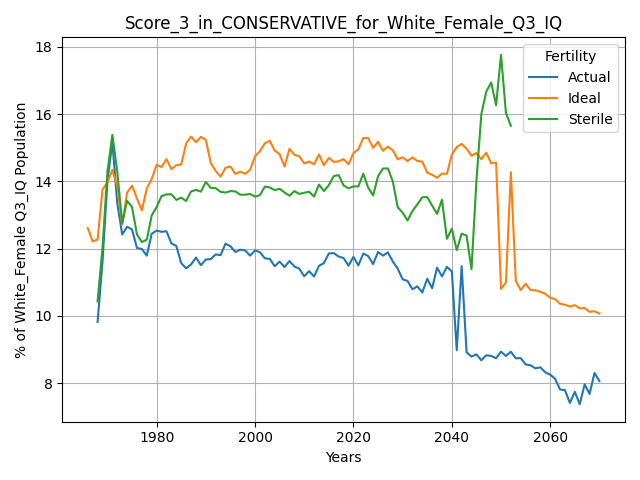 Score_3_in_CONSERVATIVE_for_White_Female_Q3_IQ
% of White_Female Q3_IQ Population
18
16
14
12
10
8
Fertility
Actual
Ideal
Sterile
1980
2000
2020
2040
2060
Years